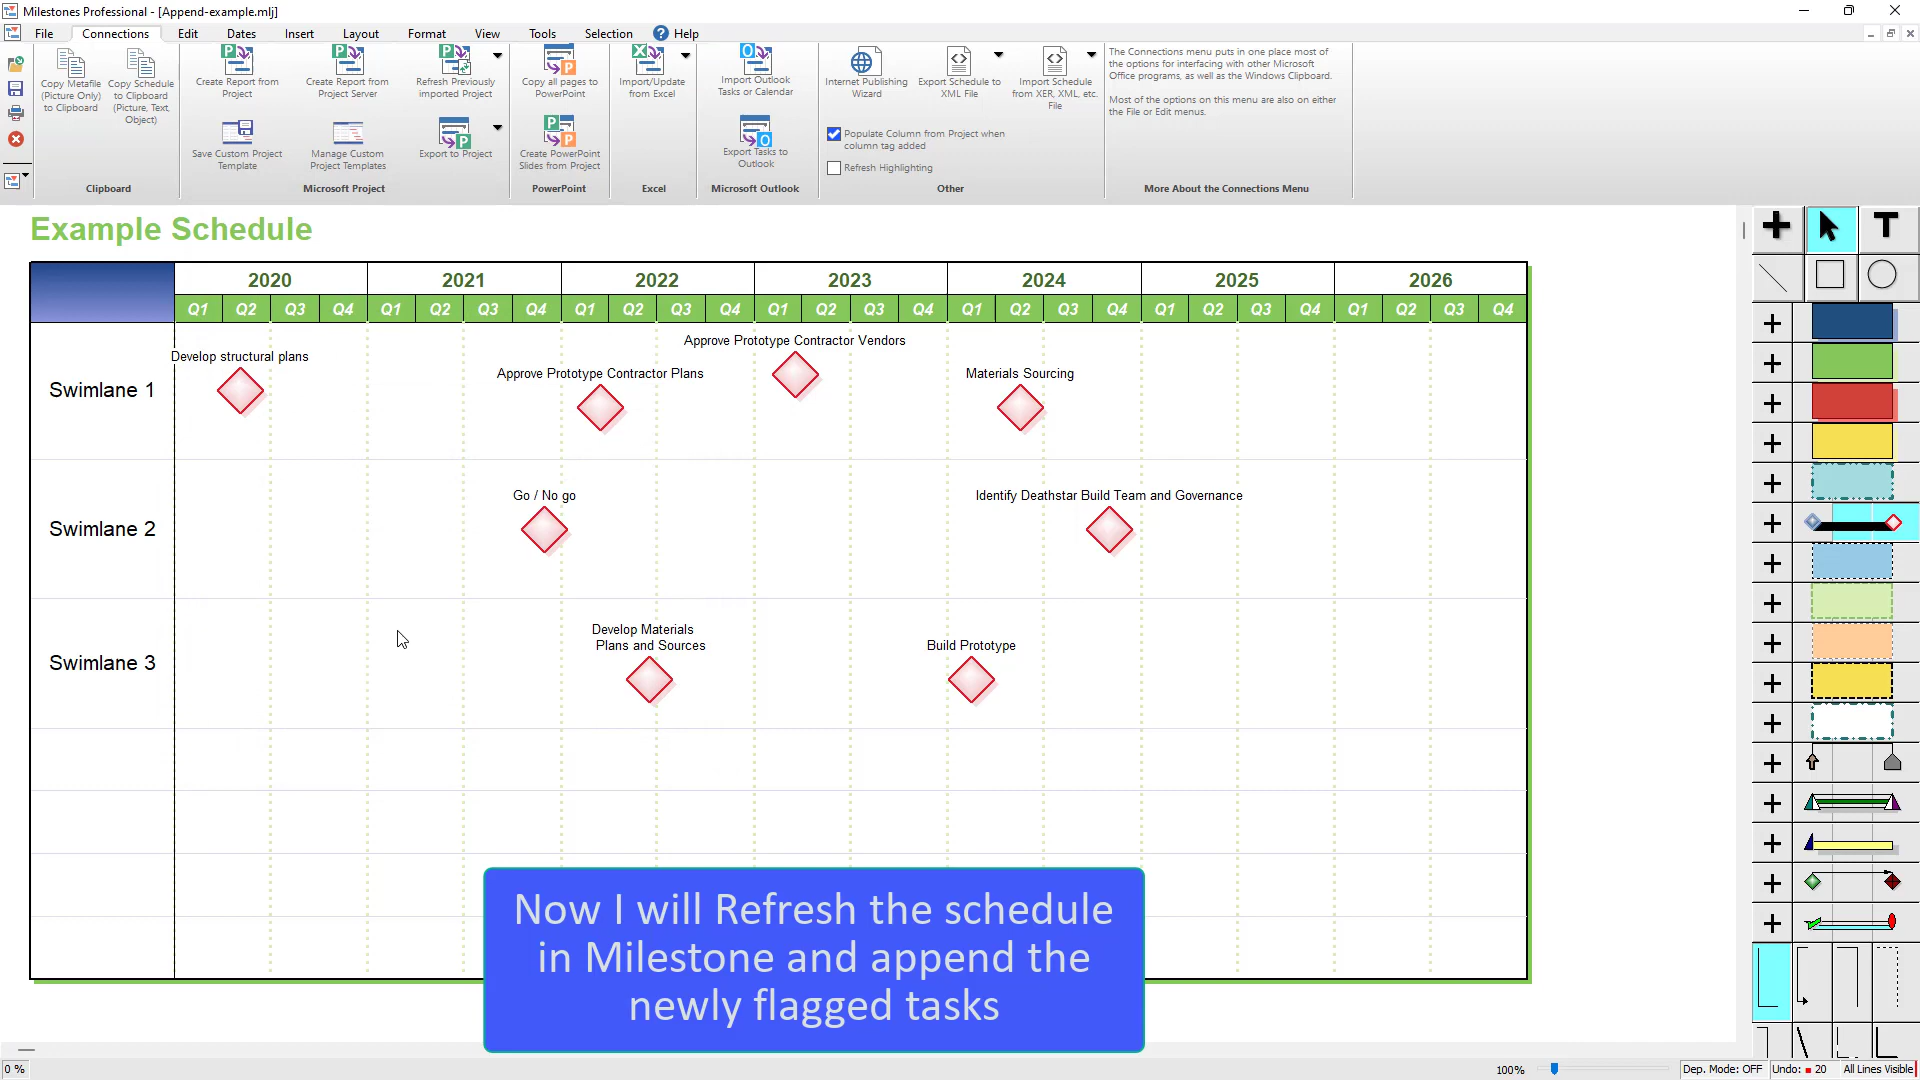 Milestones Professional - [Append-example.mlj]
File Connections Edit Dates Insert Layout Format View Tools Selection Help
Copy Metafile
(Picture Only)
to Clipboard
Copy Schedule
to Clipboard
(Picture, Text,
Object)
Clipboard
Create Report from
Project
Create Report from
Project Server
Refresh Previously
imported Project
Save Custom Project
Template
Manage Custom
Project Templates
Export to Project
Microsoft Project
Copy all pages to
PowerPoint
Create PowerPoint
Slides from Project
PowerPoint
Import/Update
from Excel
Excel
Import Outlook
Tasks or Calendar
Export Tasks to
Outlook
Microsoft Outlook
Internet Publishing
Wizard
Export Schedule to
XML File
Import Schedule
from XER, XML, etc.
File
Populate Column from Project when
column tag added
Refresh Highlighting
Other
The Connections menu puts in one place most of
the options for interfacing with other Microsoft
Office programs, as well as the Windows Clipboard.
Most of the options on this menu are also on either
the File or Edit menus.
More About the Connections Menu
Example Schedule
2020 2021 2022 2023 2024 2025 2026
Q1 Q2 Q3 Q4 Q1 Q2 Q3 Q4 Q1 Q2 Q3 Q4 Q1 Q2 Q3 Q4 Q1 Q2 Q3 Q4 Q1 Q2 Q3 Q4 Q1 Q2 Q3 Q4
Swimlane 1
Develop structural plans
Approve Prototype Contractor Plans
Approve Prototype Contractor Vendors
Materials Sourcing
Swimlane 2
Go / No go
Identify Deathstar Build Team and Governance
Swimlane 3
Develop Materials
Plans and Sources
Build Prototype
Now I will Refresh the schedule
in Milestone and append the
newly flagged tasks
T
0 %
100%
Dep. Mode: OFF
Undo: 20
All Lines Visible